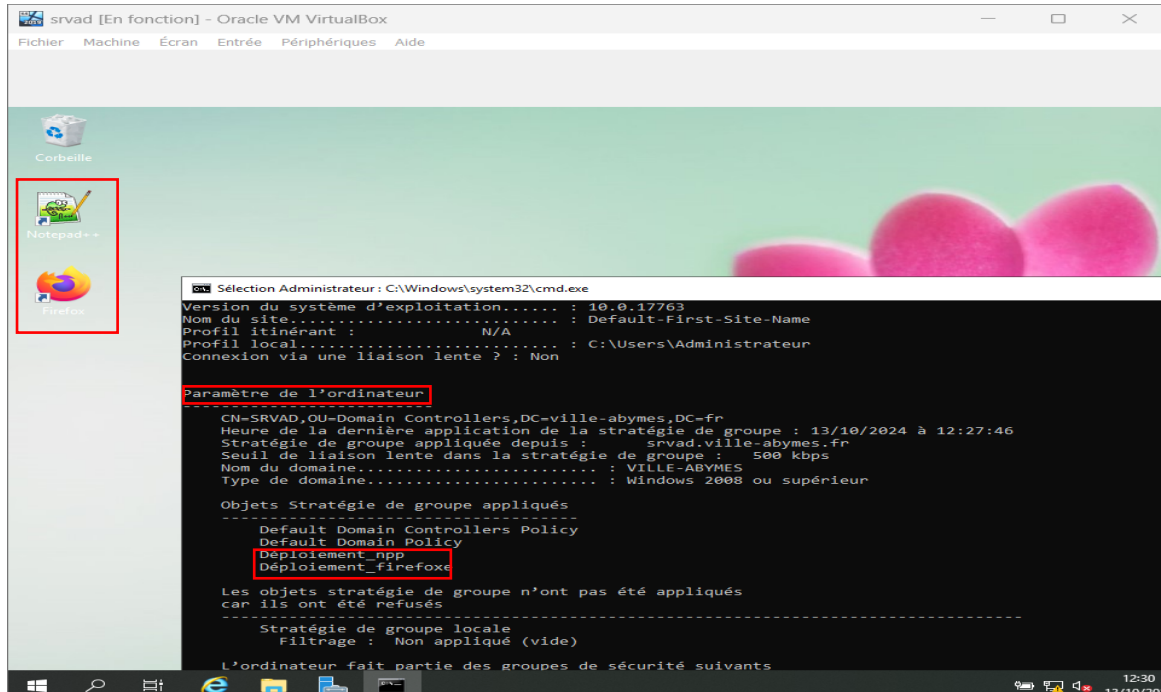 srvad [En fonction] - Oracle VM VirtualBox
Fichier Machine Écran Entrée Périphériques Aide
Corbeille
Notepad++
Firefox
Sélection Administrateur : C:\Windows\system32\cmd.exe
Version du système d'exploitation...... : 10.0.17763
Nom du site............................ : Default-First-Site-Name
Profil itinérant : N/A
Profil local........................... : C:\Users\Administrateur
Connexion via une liaison lente ? : Non
Paramètre de l'ordinateur
--------------------------
CN=SRVAD,OU=Domain Controllers,DC=ville-abymes,DC=fr
Heure de la dernière application de la stratégie de groupe : 13/10/2024 à 12:27:46
Stratégie de groupe appliquée depuis : srvad.ville-abymes.fr
Seuil de liaison lente dans la stratégie de groupe : 500 kbps
Nom du domaine......................... : VILLE-ABYMES
Type de domaine........................ : Windows 2008 ou supérieur
Objets Stratégie de groupe appliqués
-------------------------------------
Default Domain Controllers Policy
Default Domain Policy
Déploiement_npp
Déploiement_firefoxe
Les objets stratégie de groupe n'ont pas été appliqués
car ils ont été refusés
-----------------------------------------------------------------------------------
Stratégie de groupe locale
Filtrage : Non appliqué (vide)
L'ordinateur fait partie des groupes de sécurité suivants
12:30